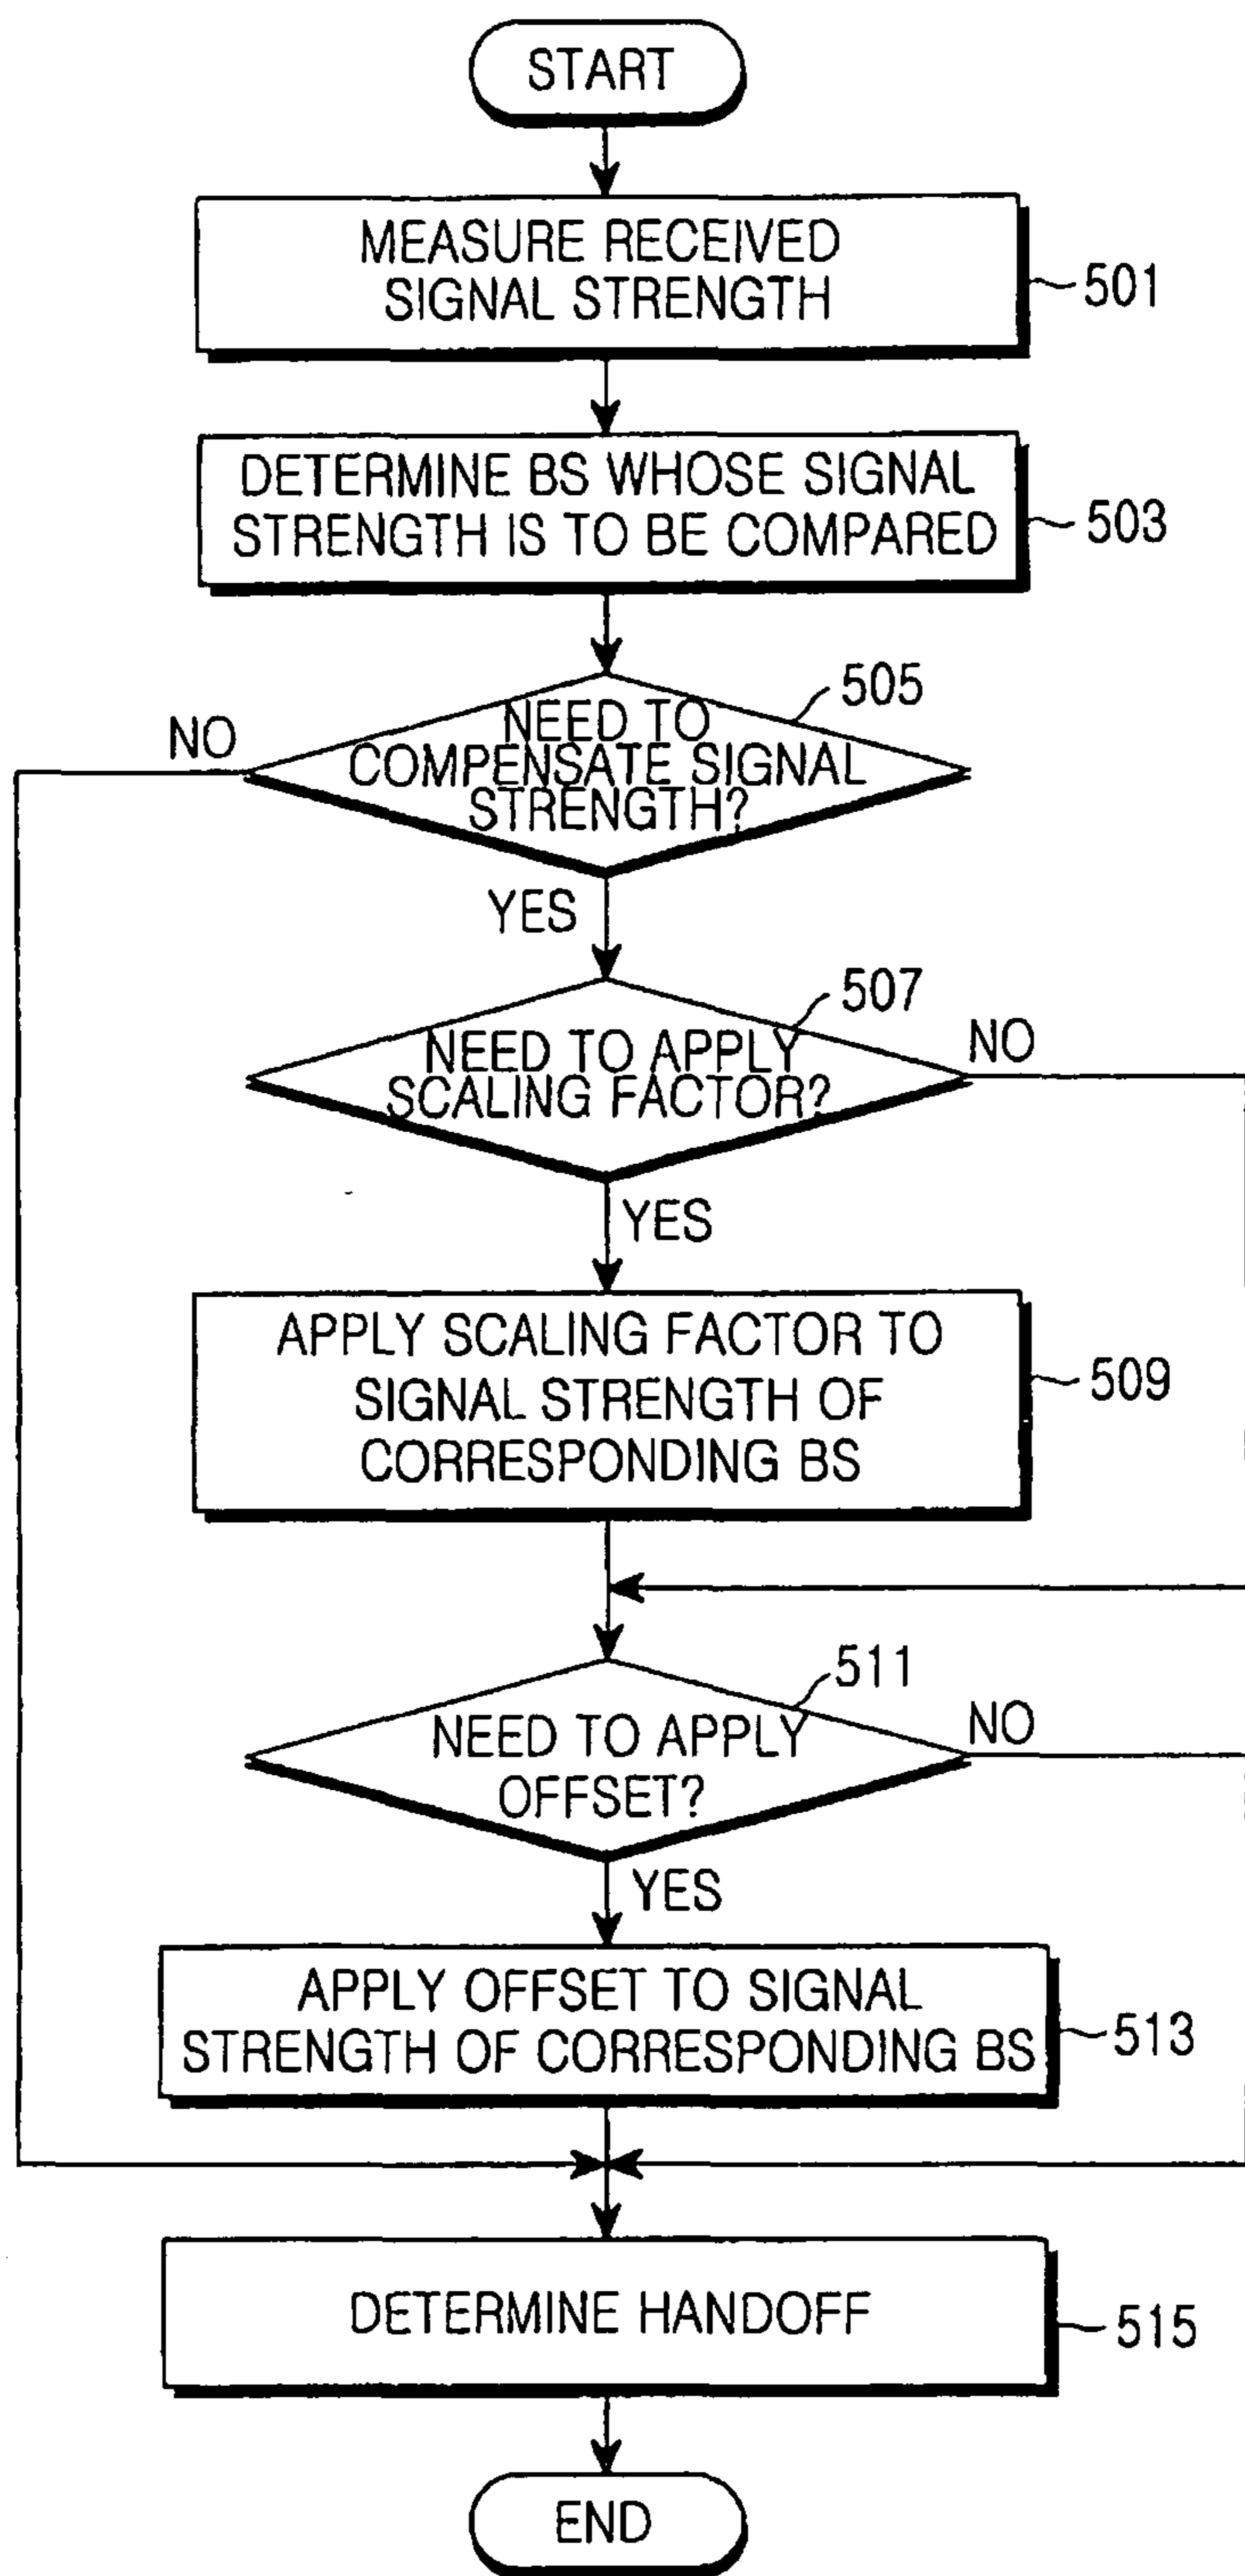 START
MEASURE RECEIVED
SIGNAL STRENGTH
501
DETERMINE BS WHOSE SIGNAL
STRENGTH IS TO BE COMPARED
503
505
NEED TO
COMPENSATE SIGNAL
STRENGTH?
NO
YES
507
NEED TO APPLY
SCALING FACTOR?
NO
YES
APPLY SCALING FACTOR TO
SIGNAL STRENGTH OF
CORRESPONDING BS
509
511
NEED TO APPLY
OFFSET?
NO
YES
APPLY OFFSET TO SIGNAL
STRENGTH OF CORRESPONDING BS
513
DETERMINE HANDOFF
515
END